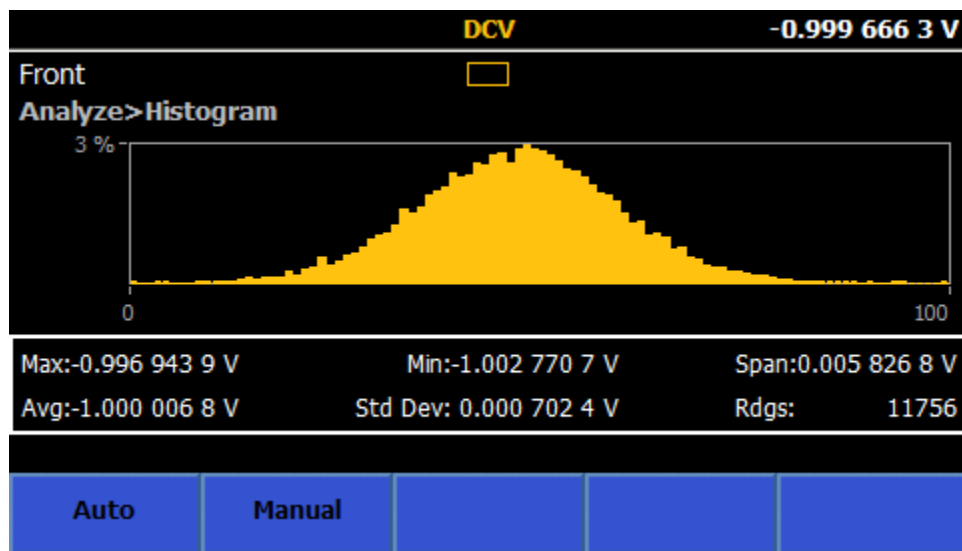 DCV -0.999 666 3 V
Front
Analyze>Histogram
3 %
0 100
Max:-0.996 943 9 V Min:-1.002 770 7 V Span:0.005 826 8 V
Avg:-1.000 006 8 V Std Dev: 0.000 702 4 V Rdgs: 11756
Auto Manual